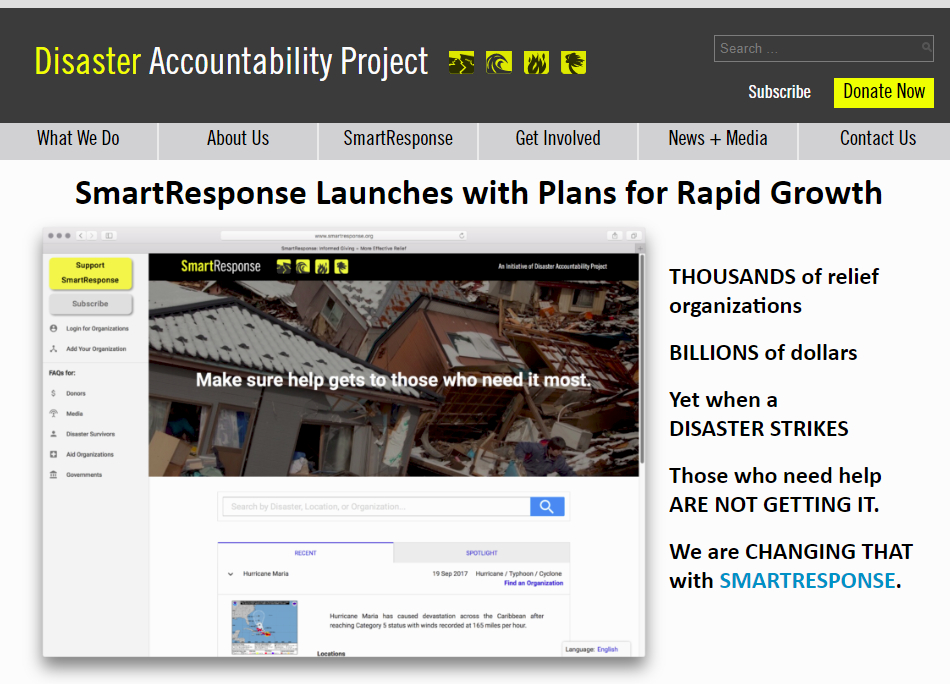 Disaster Accountability Project
Search ...
Subscribe
Donate Now
What We Do
About Us
SmartResponse
Get Involved
News + Media
Contact Us
SmartResponse Launches with Plans for Rapid Growth
www.smartresponse.org
SmartResponse: Informed Giving – More Effective Relief
Support
SmartResponse
Subscribe
Login for Organizations
Add Your Organization
FAQs for:
Donors
Media
Disaster Survivors
Aid Organizations
Governments
SmartResponse
An Initiative of Disaster Accountability Project
Make sure help gets to those who need it most.
Search by Disaster, Location, or Organization...
RECENT
SPOTLIGHT
Hurricane Maria
19 Sep 2017
Hurricane / Typhoon / Cyclone
Find an Organization
Hurricane Maria has caused devastation across the Caribbean after
reaching Category 5 status with winds recorded at 165 miles per hour.
Locations
Language: English
THOUSANDS of relief
organizations
BILLIONS of dollars
Yet when a
DISASTER STRIKES
Those who need help
ARE NOT GETTING IT.
We are CHANGING THAT
with SMARTRESPONSE.